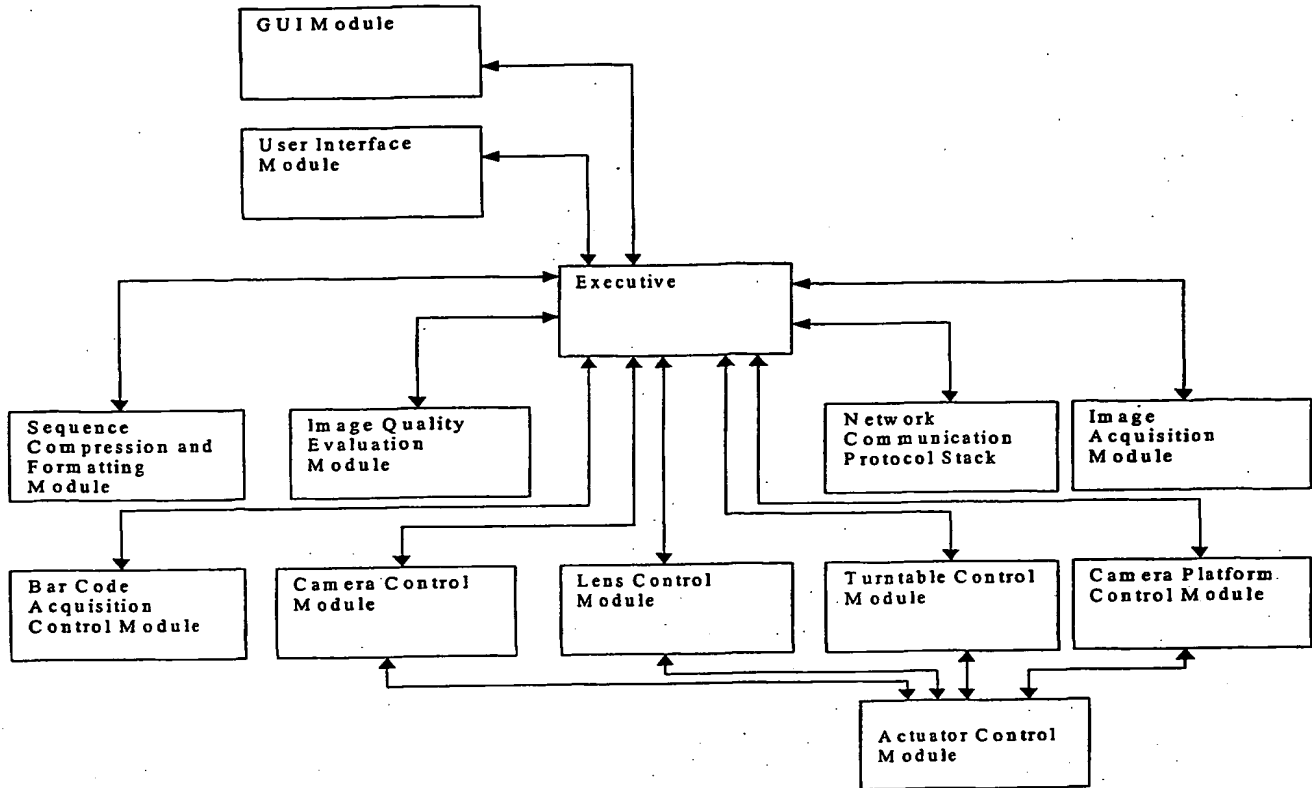 GUI Module
User Interface
Module
Executive
Sequence
Compression and
Formatting
Module
Image Quality
Evaluation
Module
Network
Communication
Protocol Stack
Image
Acquisition
Module
Bar Code
Acquisition
Control Module
Camera Control
Module
Lens Control
Module
Turntable Control
Module
Camera Platform
Control Module
Actuator Control
Module